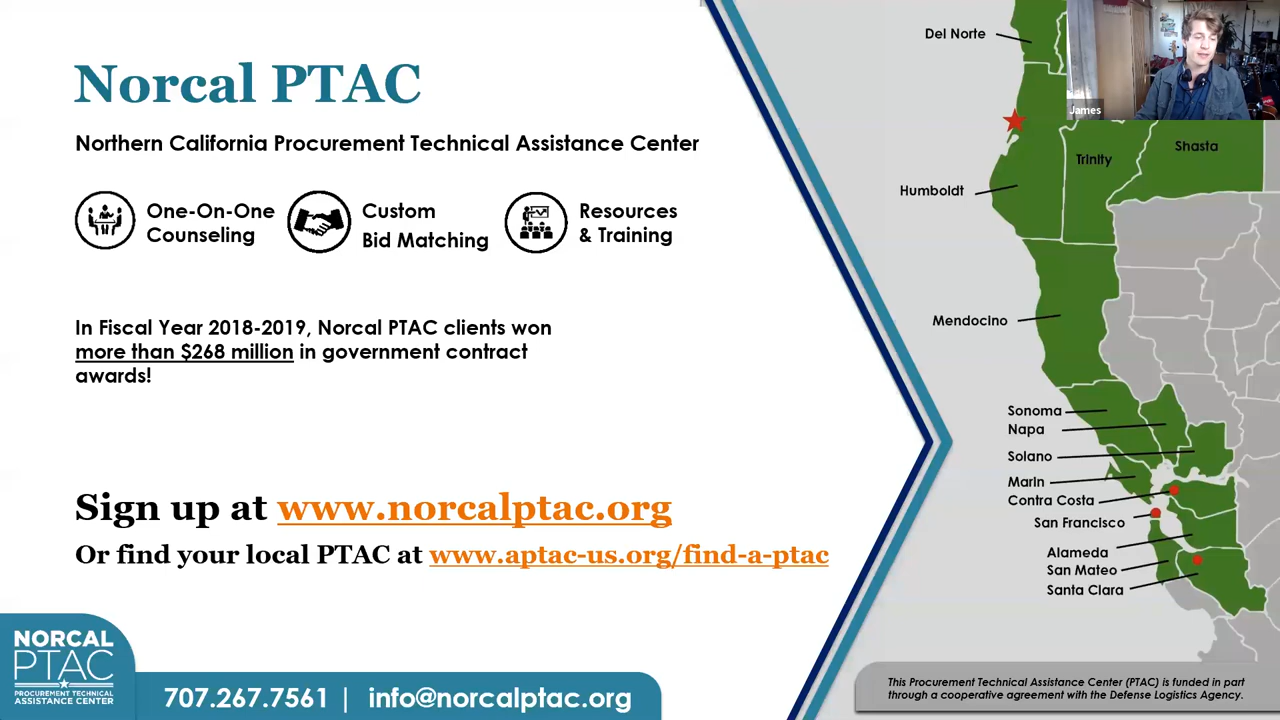 Norcal PTAC
Northern California Procurement Technical Assistance Center
One-On-One
Counseling
Custom
Bid Matching
Resources
& Training
In Fiscal Year 2018-2019, Norcal PTAC clients won
more than $268 million in government contract
awards!
Sign up at www.norcalptac.org
Or find your local PTAC at www.aptac-us.org/find-a-ptac
NORCAL
PTAC
PROCUREMENT TECHNICAL
ASSISTANCE CENTER
707.267.7561 | info@norcalptac.org
Del Norte
James
Trinity
Shasta
Humboldt
Mendocino
Sonoma
Napa
Solano
Marin
Contra Costa
San Francisco
Alameda
San Mateo
Santa Clara
This Procurement Technical Assistance Center (PTAC) is funded in part
through a cooperative agreement with the Defense Logistics Agency.